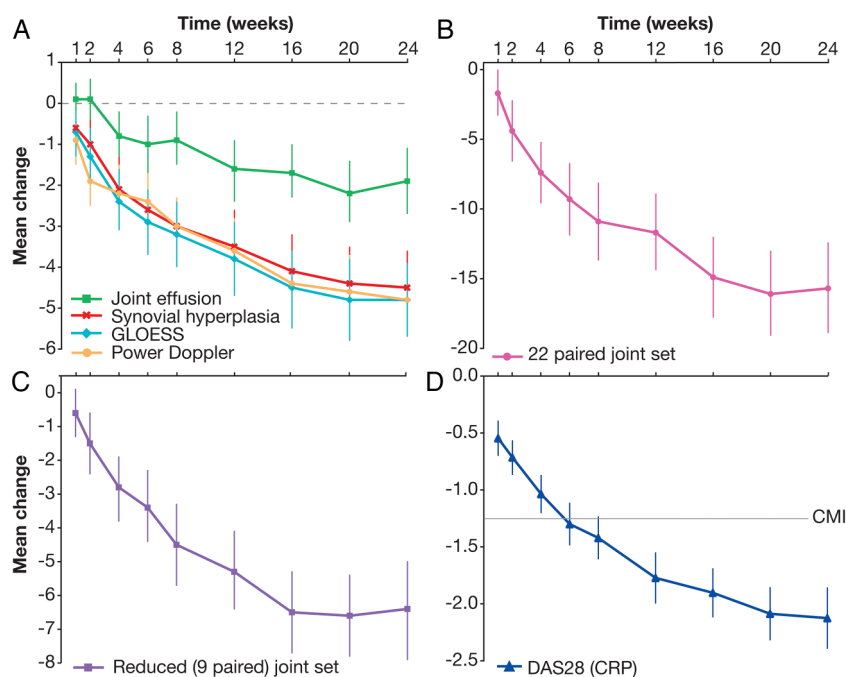 A
Time (weeks)
1 2 4 6 8 12 16 20 24
1
0
-1
-2
-3
-4
-5
-6
Mean change
Joint effusion
Synovial hyperplasia
GLOESS
Power Doppler
B
Time (weeks)
1 2 4 6 8 12 16 20 24
0
-5
-10
-15
-20
22 paired joint set
C
0
-1
-2
-3
-4
-5
-6
-7
-8
Mean change
Reduced (9 paired) joint set
D
0.0
-0.5
-1.0
-1.5
-2.0
-2.5
CMI
DAS28 (CRP)